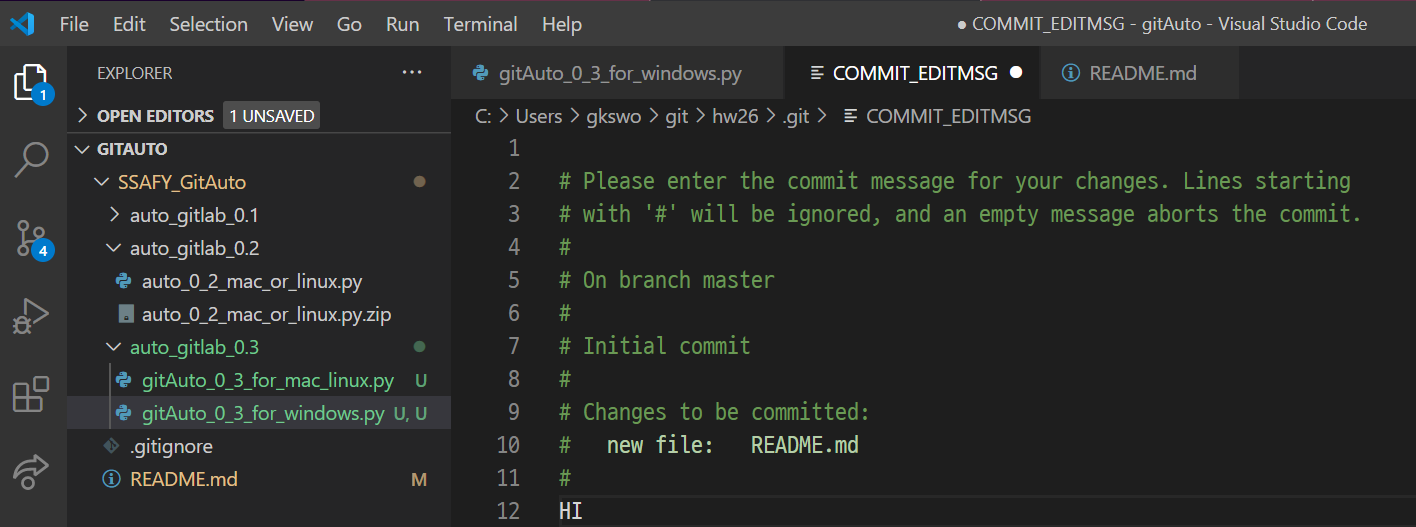 File Edit Selection View Go Run Terminal Help ● COMMIT_EDITMSG - gitAuto - Visual Studio Code
EXPLORER ···
gitAuto_0_3_for_windows.py COMMIT_EDITMSG README.md
1
OPEN EDITORS 1 UNSAVED
C: > Users > gkswo > git > hw26 > .git > COMMIT_EDITMSG
GITAUTO
1
SSAFY_GitAuto
2 # Please enter the commit message for your changes. Lines starting
auto_gitlab_0.1
3 # with '#' will be ignored, and an empty message aborts the commit.
auto_gitlab_0.2
4 #
4
auto_0_2_mac_or_linux.py
5 # On branch master
auto_0_2_mac_or_linux.py.zip
6 #
auto_gitlab_0.3
7 # Initial commit
gitAuto_0_3_for_mac_linux.py U
8 #
gitAuto_0_3_for_windows.py U, U
9 # Changes to be committed:
.gitignore
10 # new file: README.md
README.md M
11 #
12 HI